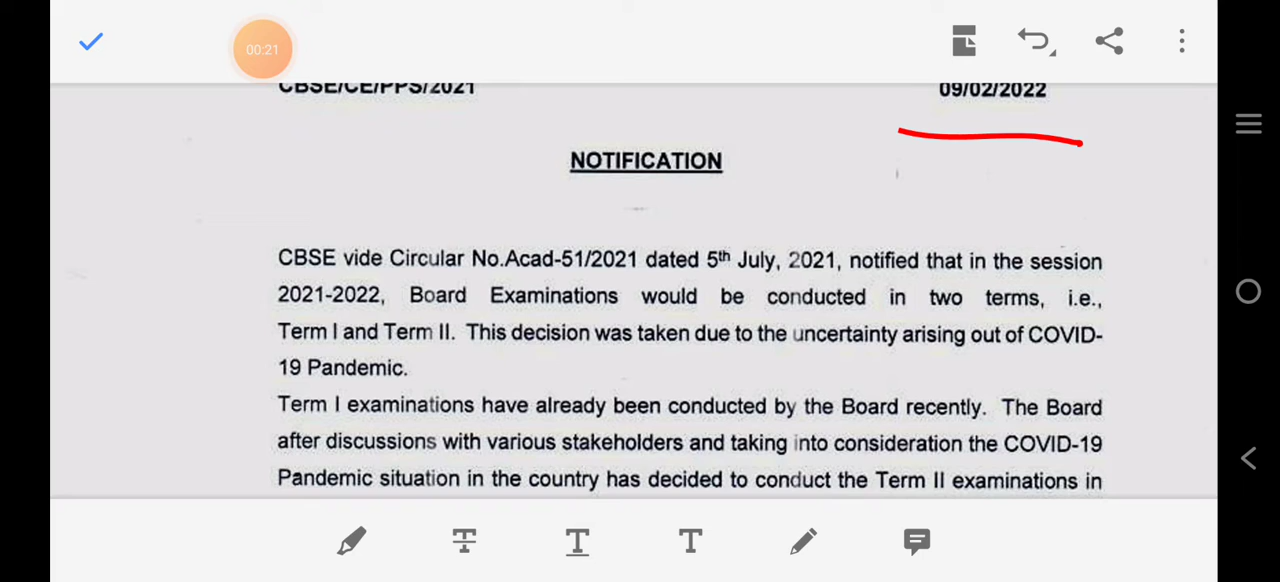 00:21
CBSE/CE/PPS/2021 09/02/2022
NOTIFICATION
CBSE vide Circular No.Acad-51/2021 dated 5th July, 2021, notified that in the session
2021-2022, Board Examinations would be conducted in two terms, i.e.,
Term I and Term II. This decision was taken due to the uncertainty arising out of COVID-
19 Pandemic.
Term I examinations have already been conducted by the Board recently. The Board
after discussions with various stakeholders and taking into consideration the COVID-19
Pandemic situation in the country has decided to conduct the Term II examinations in